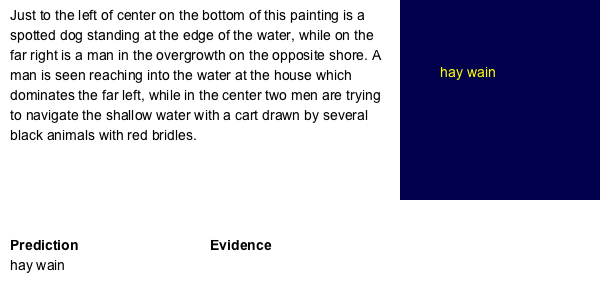 Just to the left of center on the bottom of this painting is a
spotted dog standing at the edge of the water, while on the
far right is a man in the overgrowth on the opposite shore. A
man is seen reaching into the water at the house which
dominates the far left, while in the center two men are trying
to navigate the shallow water with a cart drawn by several
black animals with red bridles.
hay wain
Prediction Evidence
hay wain